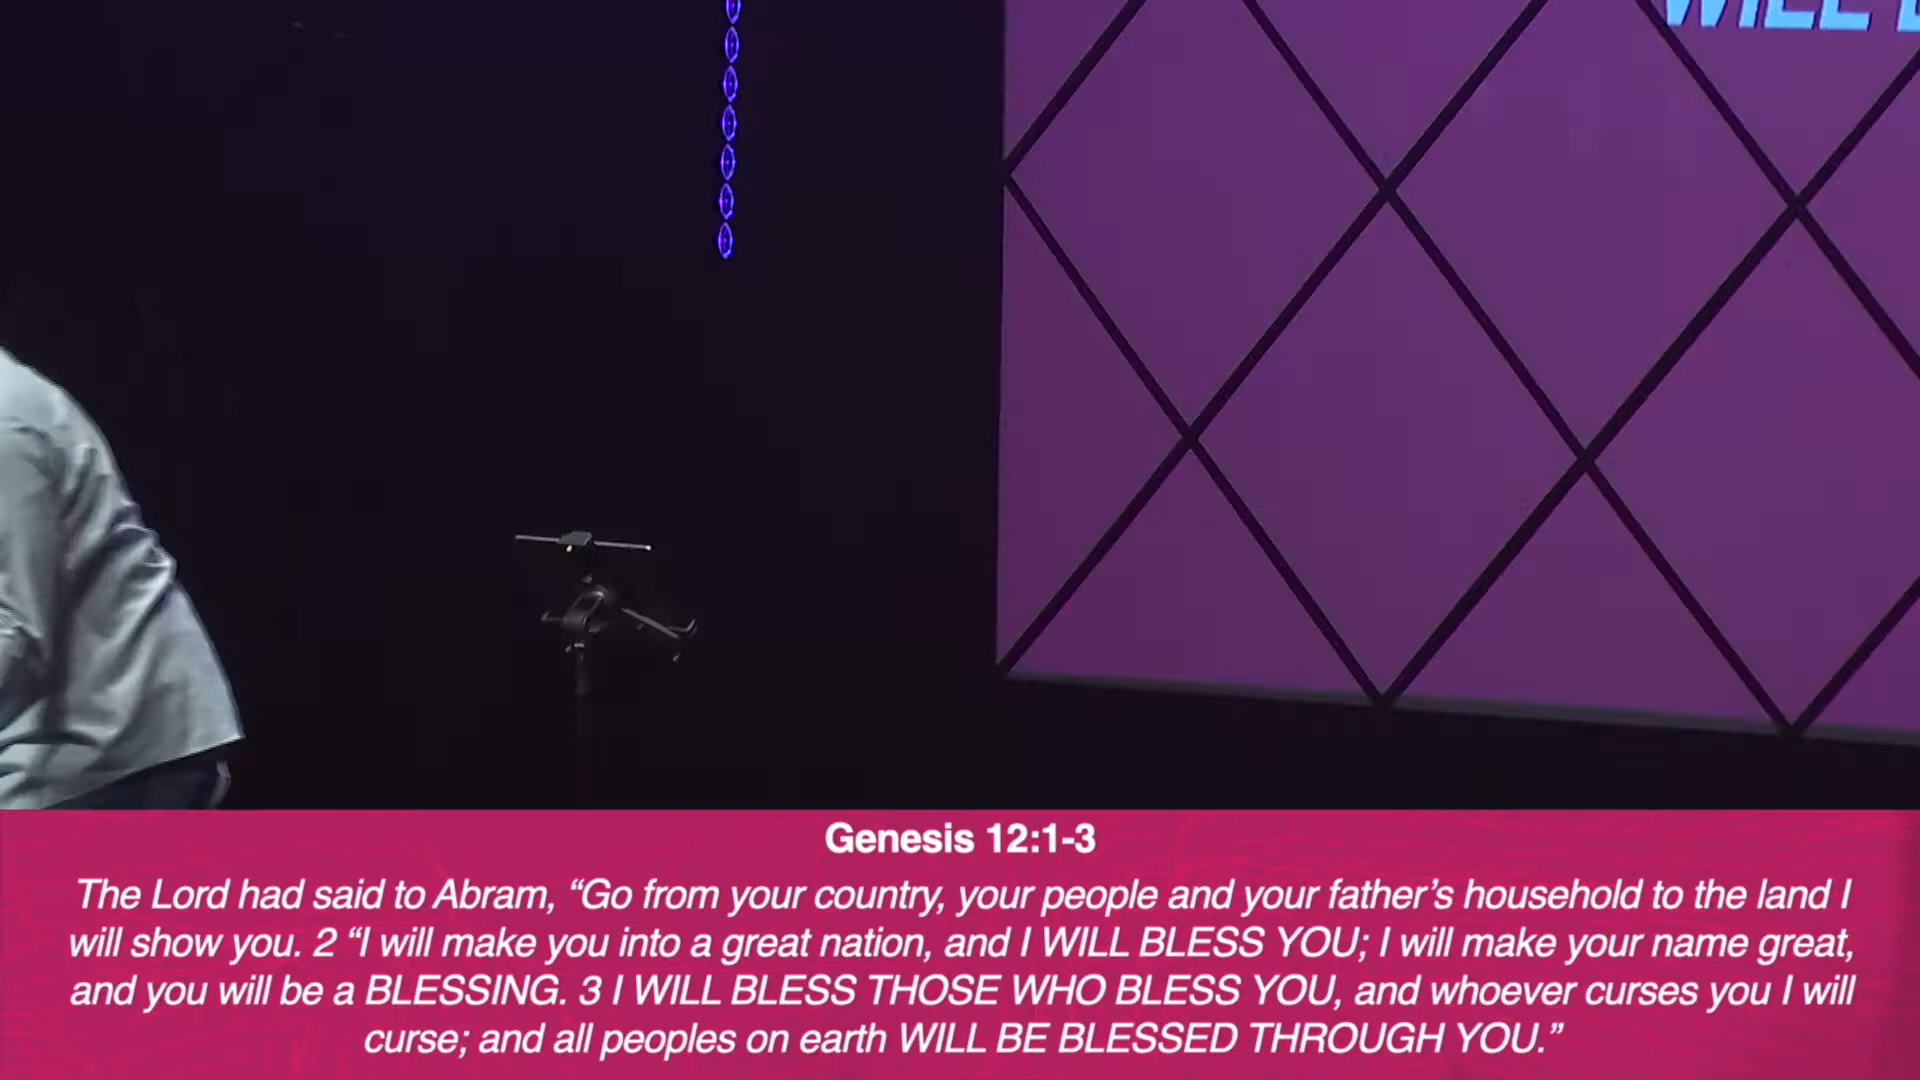 WILL
Genesis 12:1-3
The Lord had said to Abram, “Go from your country, your people and your father’s household to the land I
will show you. 2 “I will make you into a great nation, and I WILL BLESS YOU; I will make your name great,
and you will be a BLESSING. 3 I WILL BLESS THOSE WHO BLESS YOU, and whoever curses you I will
curse; and all peoples on earth WILL BE BLESSED THROUGH YOU.”